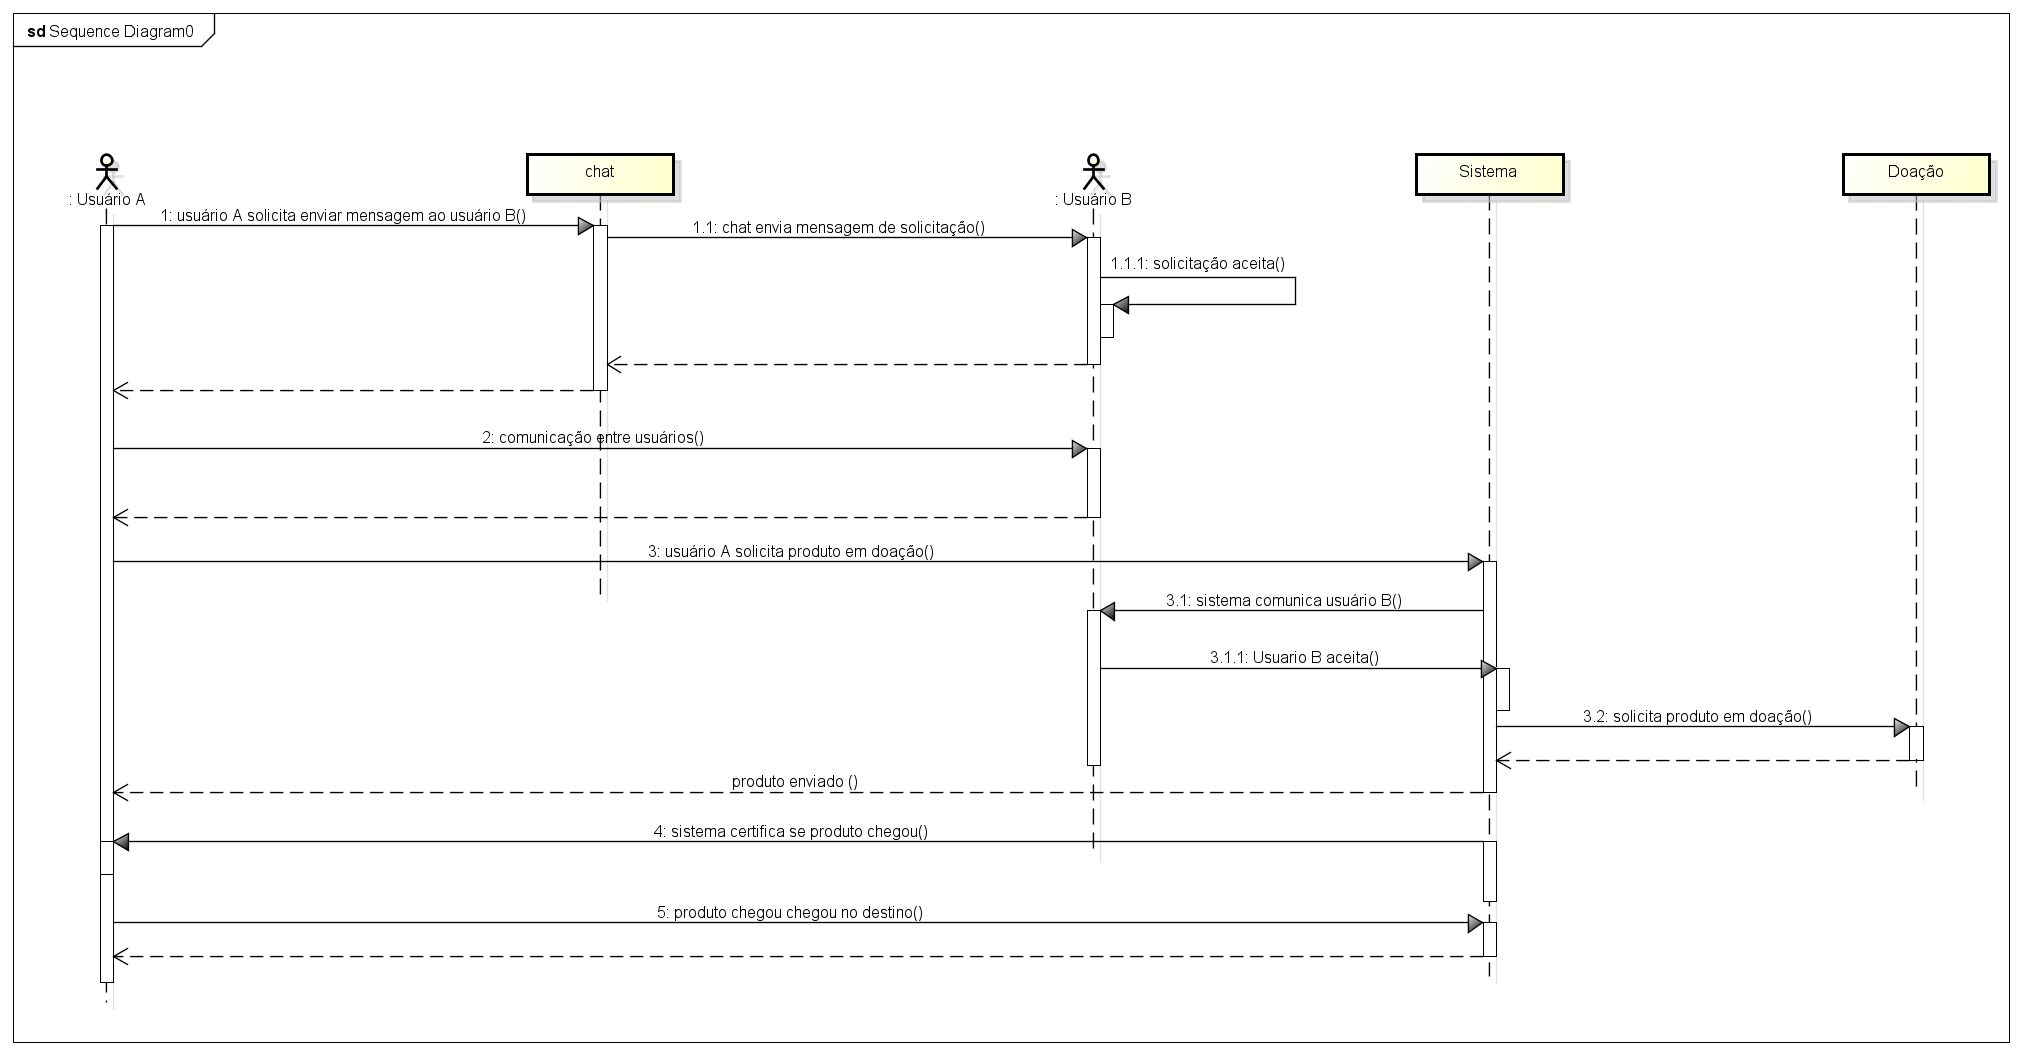 sd Sequence Diagram0
: Usuário A
chat
: Usuário B
Sistema
Doação
1: usuário A solicita enviar mensagem ao usuário B()
1.1: chat envia mensagem de solicitação()
1.1.1: solicitação aceita()
2: comunicação entre usuários()
3: usuário A solicita produto em doação()
3.1: sistema comunica usuário B()
3.1.1: Usuario B aceita()
3.2: solicita produto em doação()
produto enviado ()
4: sistema certifica se produto chegou()
5: produto chegou chegou no destino()